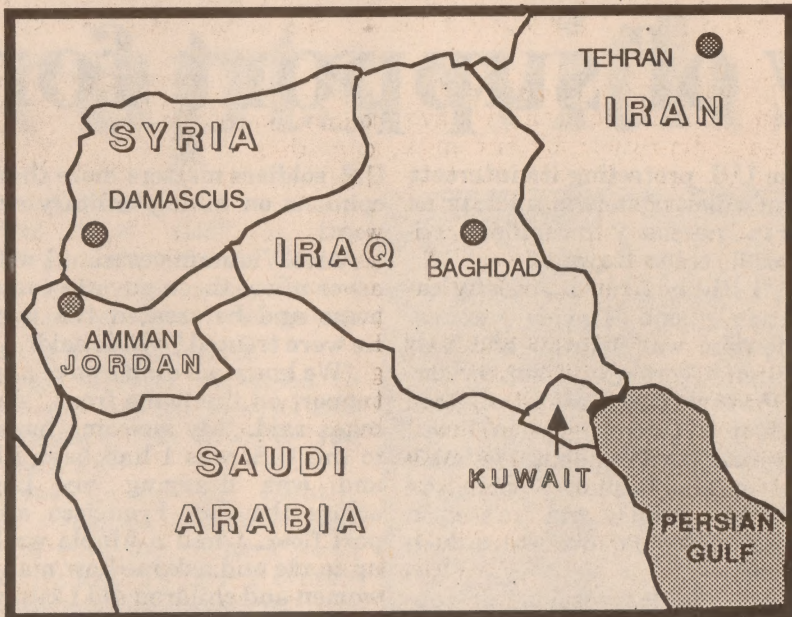 TEHRAN
IRAN
SYRIA
DAMASCUS
IRAQ
BAGHDAD
AMMAN
JORDAN
SAUDI
ARABIA
KUWAIT
PERSIAN
GULF